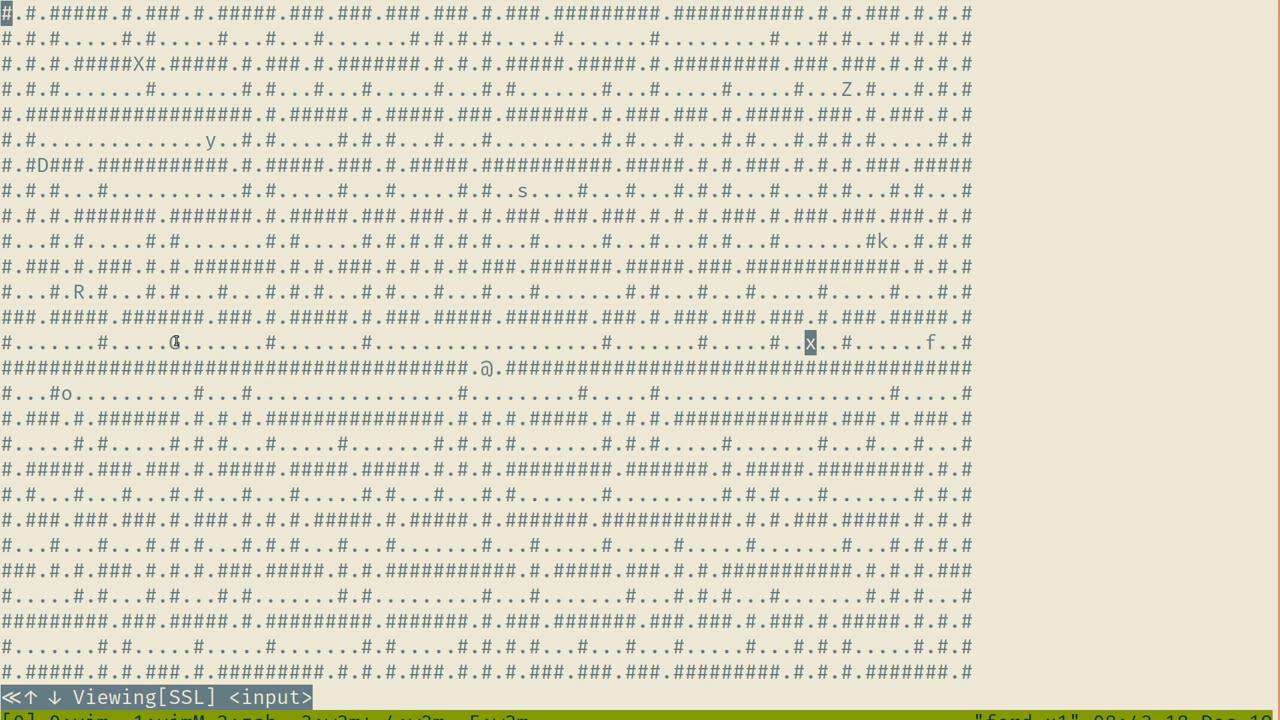 #.#.#####.#.###.#.#####.###.###.#.#.#.###.#.###.#########.#########.#.#.###.#.#.#
#.#.#.....#.#.....#...#...#.......#.#.#.#.....#.......#.........#...#.#...#.#.#
#.#.#.#####X#.#####.#.###.#.#######.#.#.#.#####.#####.#.#########.###.###.#.#.#
#.#...#.......#.......#.#...#...#.....#...#.#.......#...#.....#.....#...Z.#...#.#
#.###################.#.#####.#.#.###.###.###.#######.#.###########.#.#.#.###.#.#
#.#..............y..#.#.....#.#.#...#...#.........#.#...#...#.....#.#.#.#.....#.#
#.#D###.###########.#.#####.###.#.#####.###########.#####.#.#.###.#.#.#.###.#####
#.#.#...#...........#.#.....#...#.....#.#..s....#...#...#.#.#...#...#.#...#.#...#
#.#.#.#######.#######.#.#########.###.###.#.#.###.###.###.#.#.###.#.###.###.###.#
#...#.#.....#.#.......#.#.....#.#.#.#.#.#...#.....#...#...#.#...#.......#k..#.#.#
#.###.#.###.#.#.#######.#.###.#.#.#.#.#.###.#########.#####.###.#############.#.#
#...#.R.#...#.#...#...#.#.#...#...#...#...#.......#.#...#...#.....#.....#...#...#
###.#####.#######.###.#.#####.#.#######.###.#####.#.###.#.###.###.###.#.###.#####.#
#.......#.....G.......#.......#...................#.......#.....#..x..#......f..#
#######################################.@.#######################################
#...#o..........#...#.................#.........#.....#...................#.....#
#.###.#.#######.#.#.###############.#.#.#####.#.#.#####.#############.#.###.#.###.#
#.....#.....#.#.#...#.....#.......#.#.#.......#.#.#.....#.......#...#...#...#
#.#####.###.###.#.#####.###.#####.###.#.#.#########.#.#######.#.#####.#########.#.#
#.#...#...#...#...#...#.....#.#...#.....#.#.......#.........#.#...#...#...#.#.#
#.###.###.###.#.#.#.#####.#.#####.#.#.#######.###########.#.#.###.#####.#.#
#...#...#...#.#.#.#...#.......#.........#...#.....#.....#.....#.......#...#.#.#.#
###.#.#.###.#.#.###.#####.#.#.###########.#.#####.###.#.#.###########.#.#.#.###
#.....#.....#...#.....#.#.........#.......#...#...#...#.#.#...#.......#...#.#...#
#########.###.#####.#.#########.#######.#.#######.#####.#.###.#########.###.#.#.#
#.......#.#.....#.....#.......#.#...#.......#...#...#.......#.....#...#.#.....#.#
#.#####.#.#.###.#.#########.#.#.#.#.#.#.###.###.###.#########.#.###.#.#######.#
≪↑ ↓ Viewing[SSL] <input>